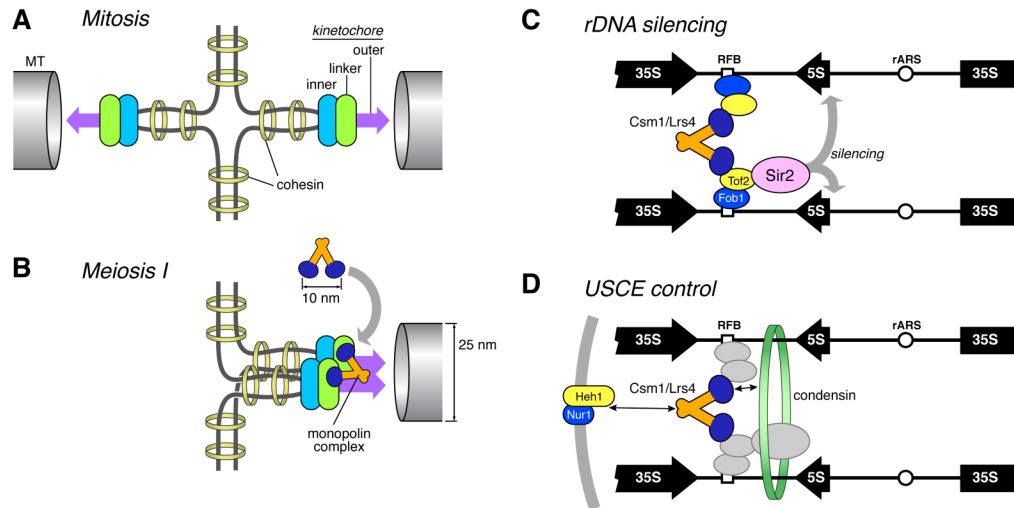 A Mitosis
kinetochore
outer
linker
inner
MT
cohesin
B Meiosis I
10 nm
25 nm
monopolin
complex
C rDNA silencing
35S
RFB
5S
rARS
35S
Csm1/Lrs4
silencing
Tof2
Sir2
Fob1
35S
5S
35S
D USCE control
35S
RFB
5S
rARS
35S
Csm1/Lrs4
condensin
Heh1
Nur1
35S
5S
35S